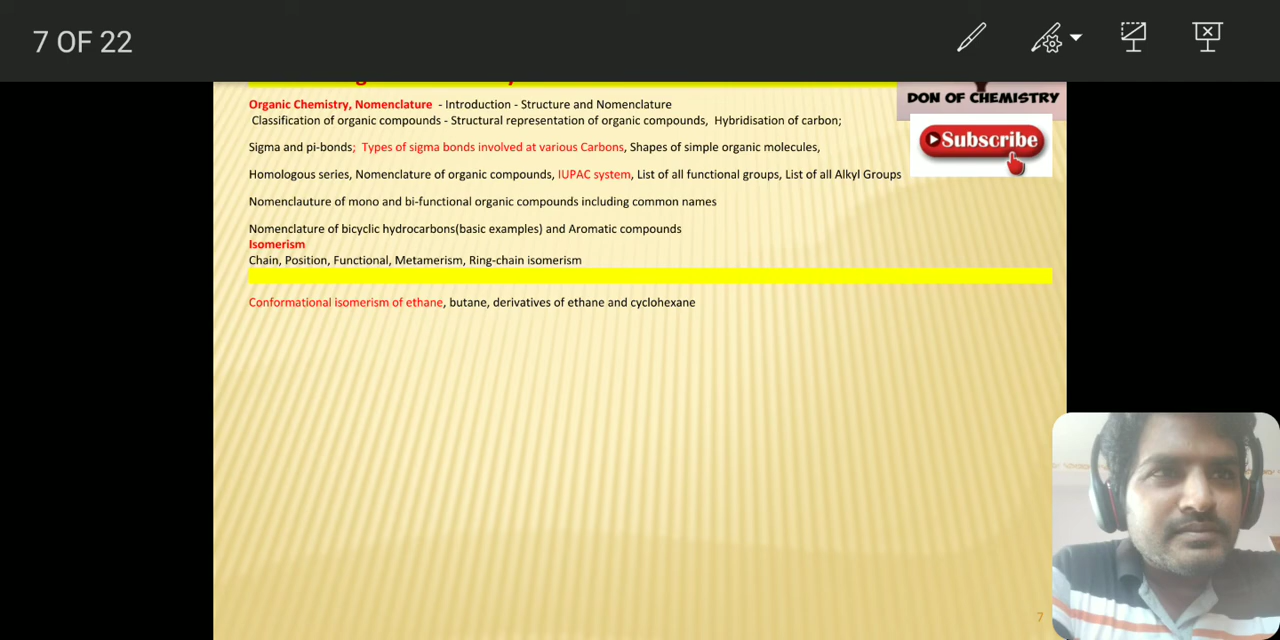 7 OF 22
DON OF CHEMISTRY
Subscribe
Organic Chemistry, Nomenclature - Introduction - Structure and Nomenclature
Classification of organic compounds - Structural representation of organic compounds, Hybridisation of carbon;
Sigma and pi-bonds; Types of sigma bonds involved at various Carbons, Shapes of simple organic molecules,
Homologous series, Nomenclature of organic compounds, IUPAC system, List of all functional groups, List of all Alkyl Groups
Nomenclauture of mono and bi-functional organic compounds including common names
Nomenclature of bicyclic hydrocarbons(basic examples) and Aromatic compounds
Isomerism
Chain, Position, Functional, Metamerism, Ring-chain isomerism
Conformational isomerism of ethane, butane, derivatives of ethane and cyclohexane
7